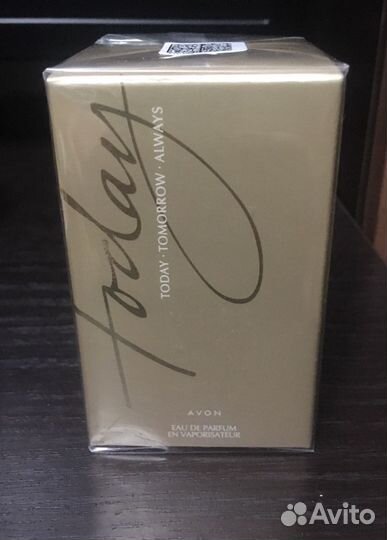 today
TODAY · TOMORROW · ALWAYS
AVON
EAU DE PARFUM
EN VAPORISATEUR
Avito